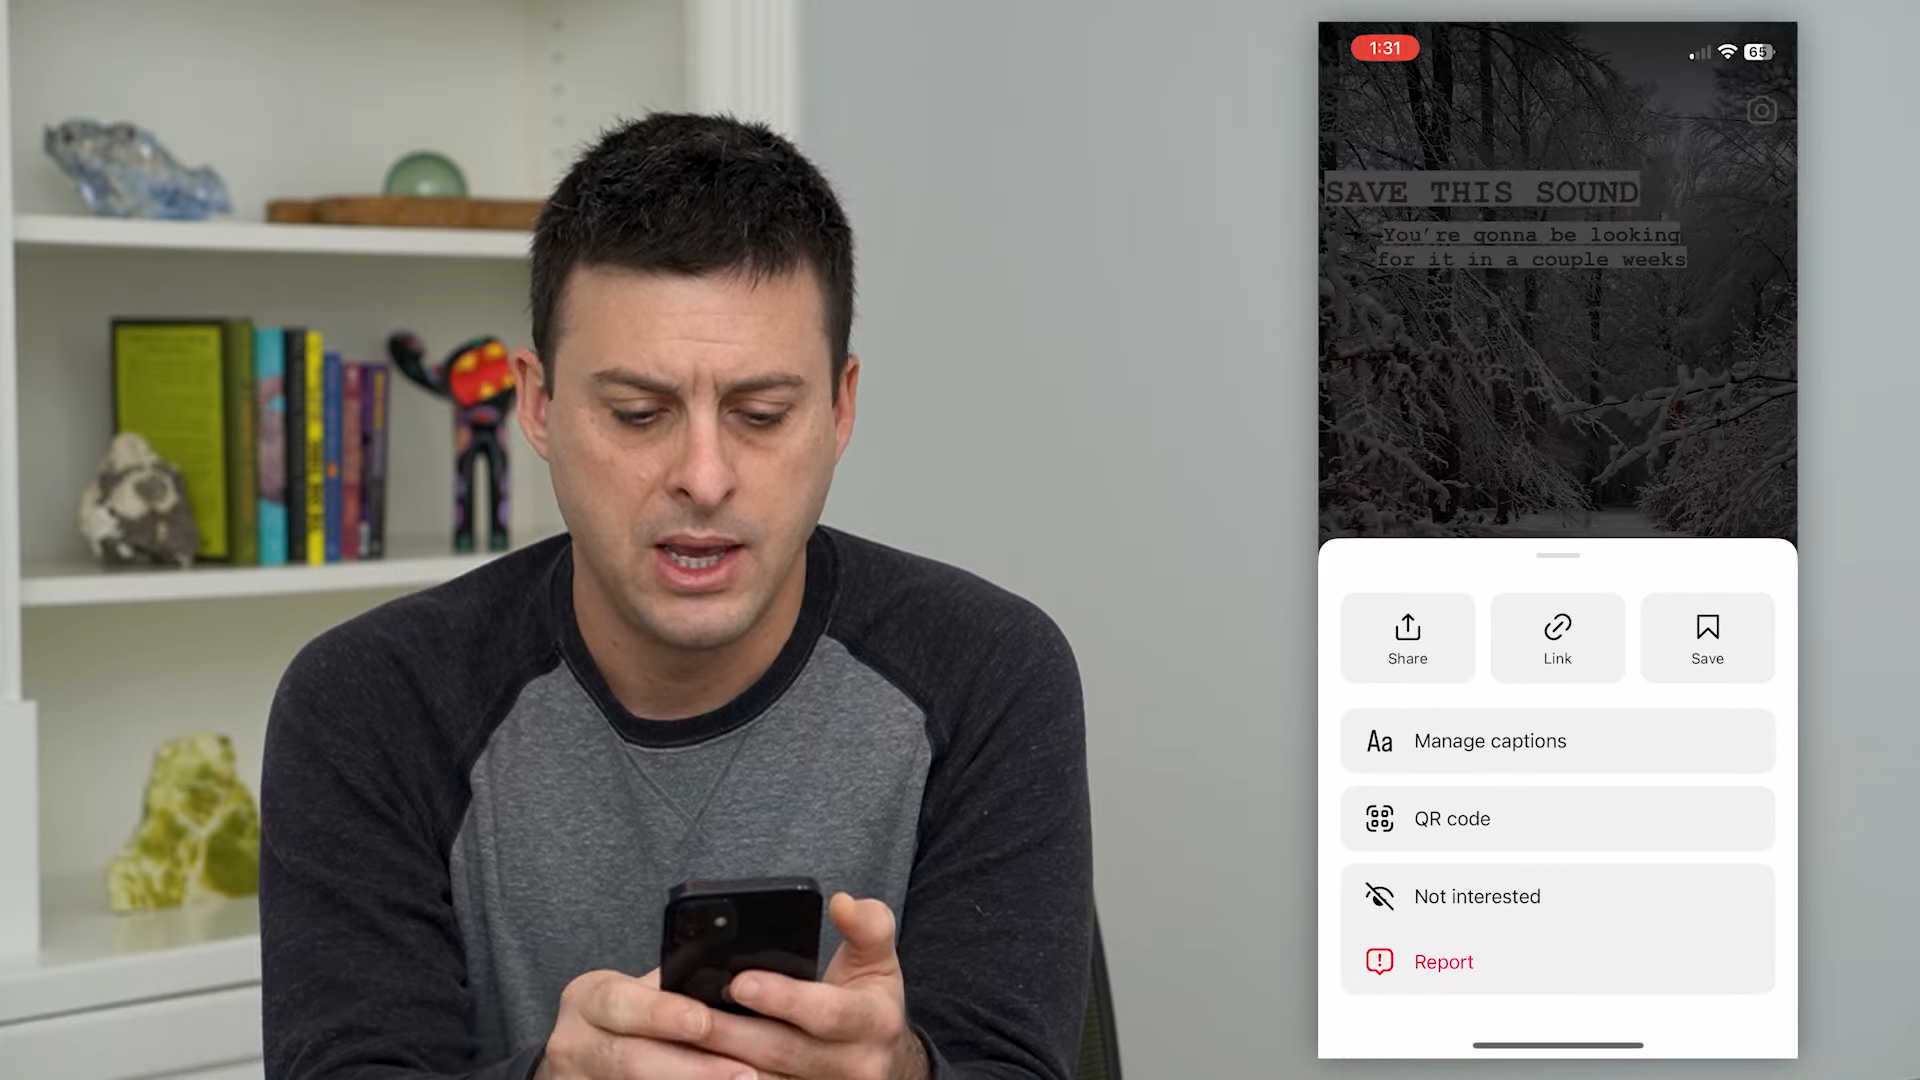 1:31
65
SAVE THIS SOUND
You're gonna be looking
for it in a couple weeks
Share
Link
Save
Aa Manage captions
QR code
Not interested
Report